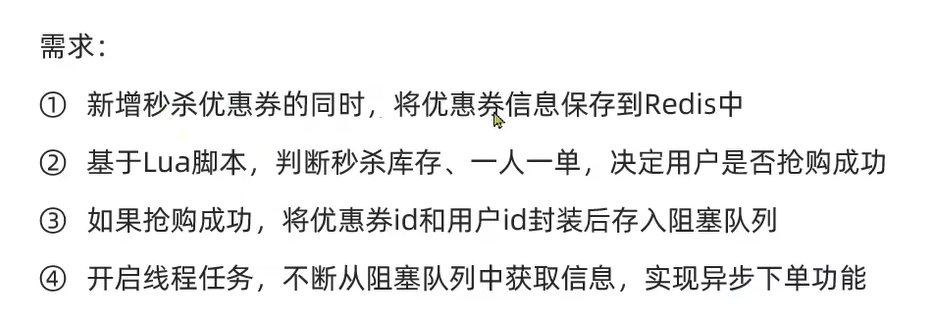 需求：
① 新增秒杀优惠券的同时，将优惠券信息保存到Redis中
② 基于Lua脚本，判断秒杀库存、一人一单，决定用户是否抢购成功
③ 如果抢购成功，将优惠券id和用户id封装后存入阻塞队列
④ 开启线程任务，不断从阻塞队列中获取信息，实现异步下单功能